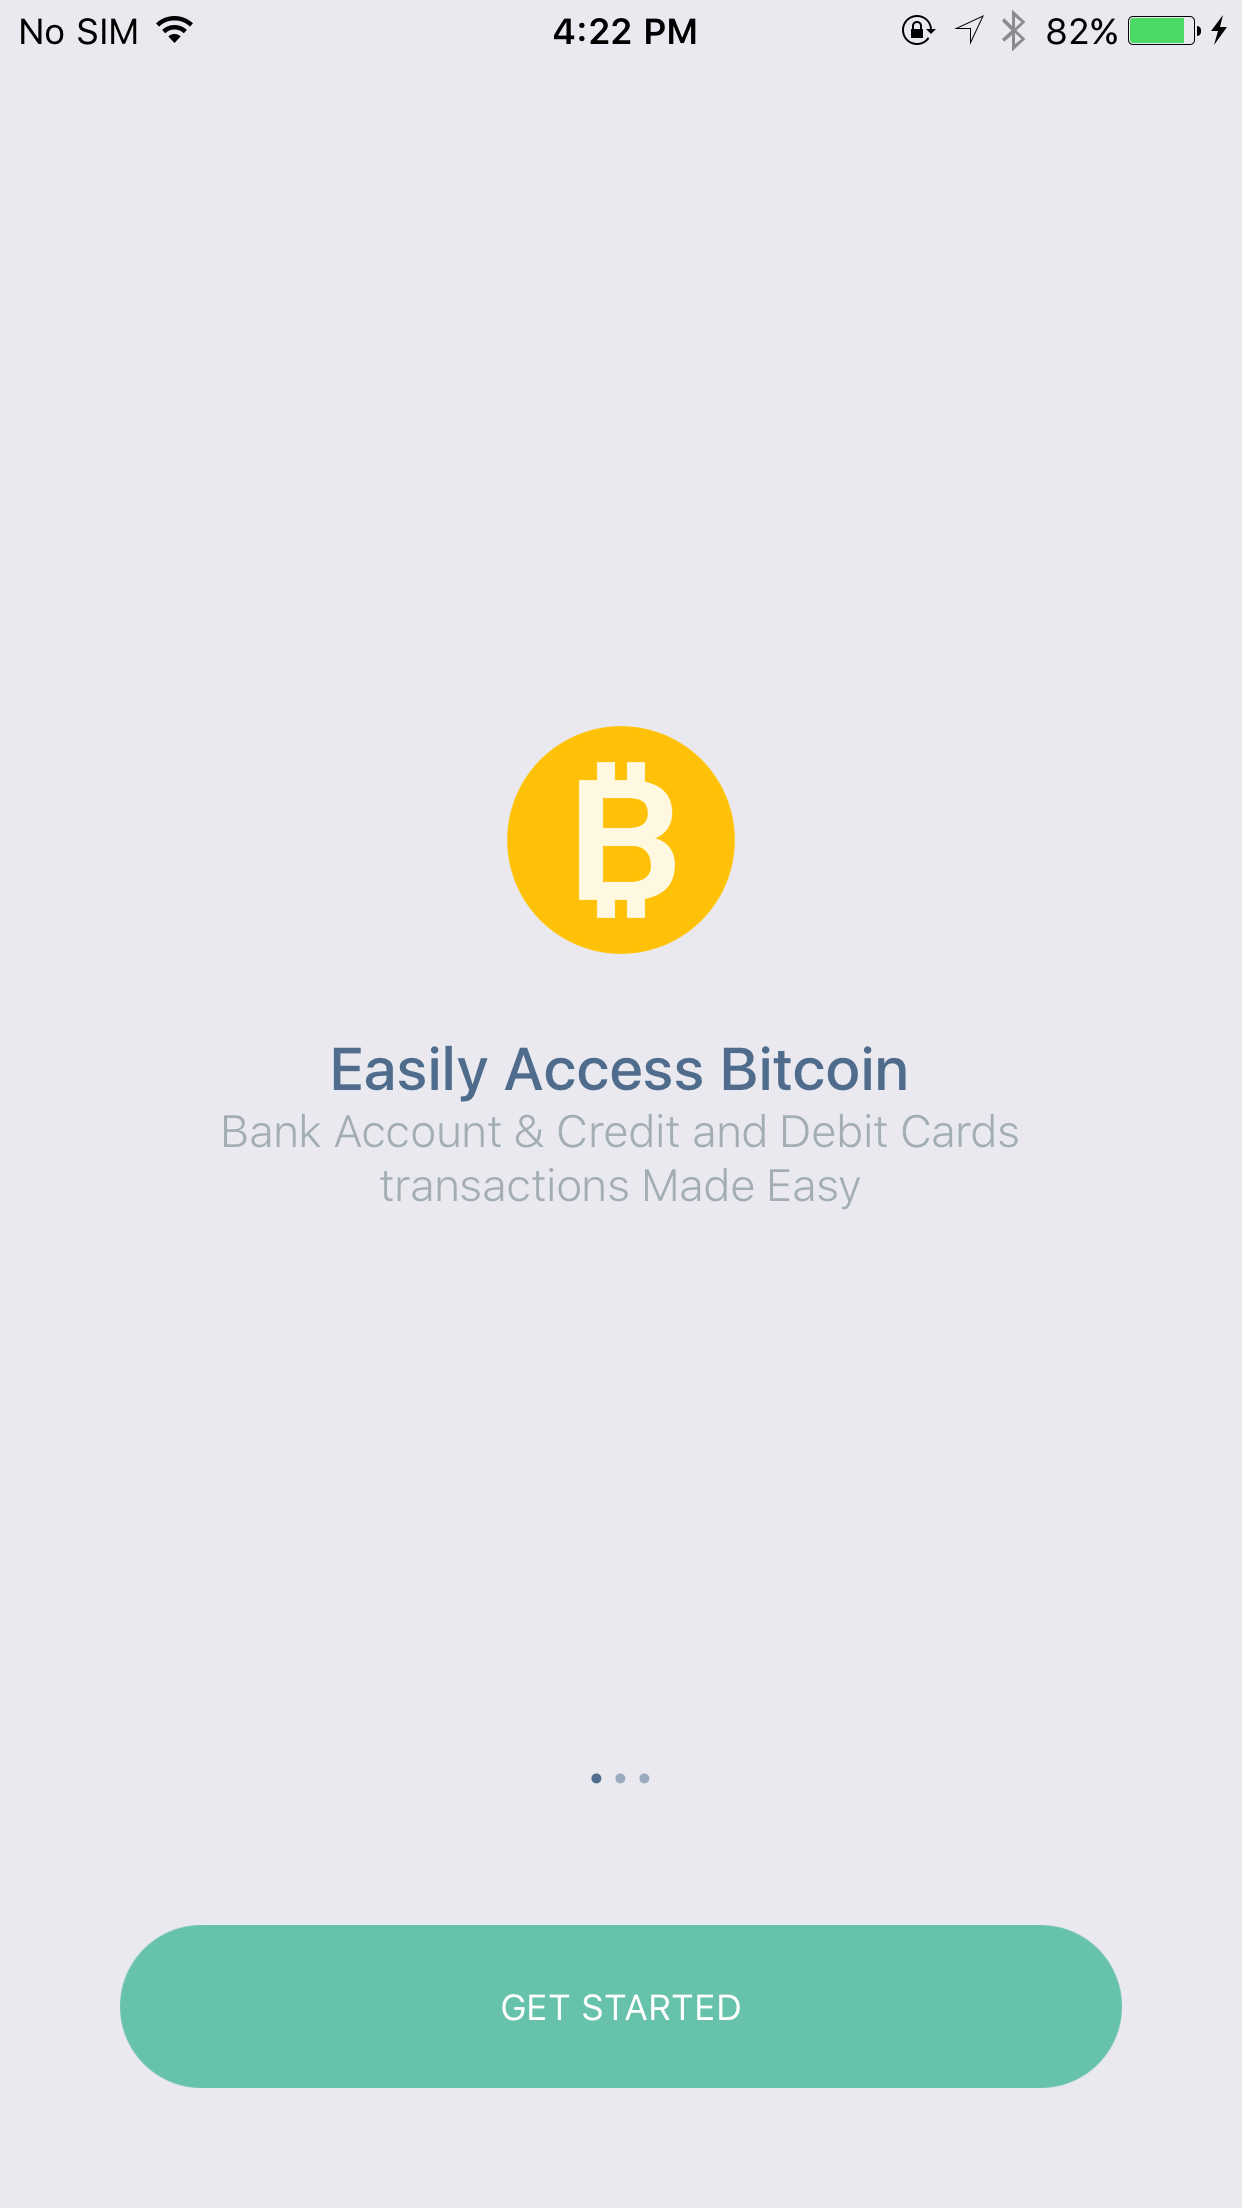 No SIM 4:22 PM 82%
Easily Access Bitcoin
Bank Account & Credit and Debit Cards
transactions Made Easy
GET STARTED